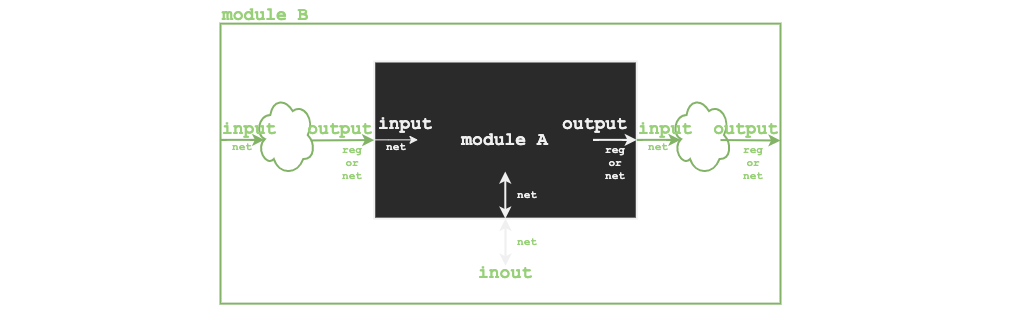 module B
input
net
output
reg
or
net
input
net
module A
output
reg
or
net
input
net
output
reg
or
net
net
net
inout